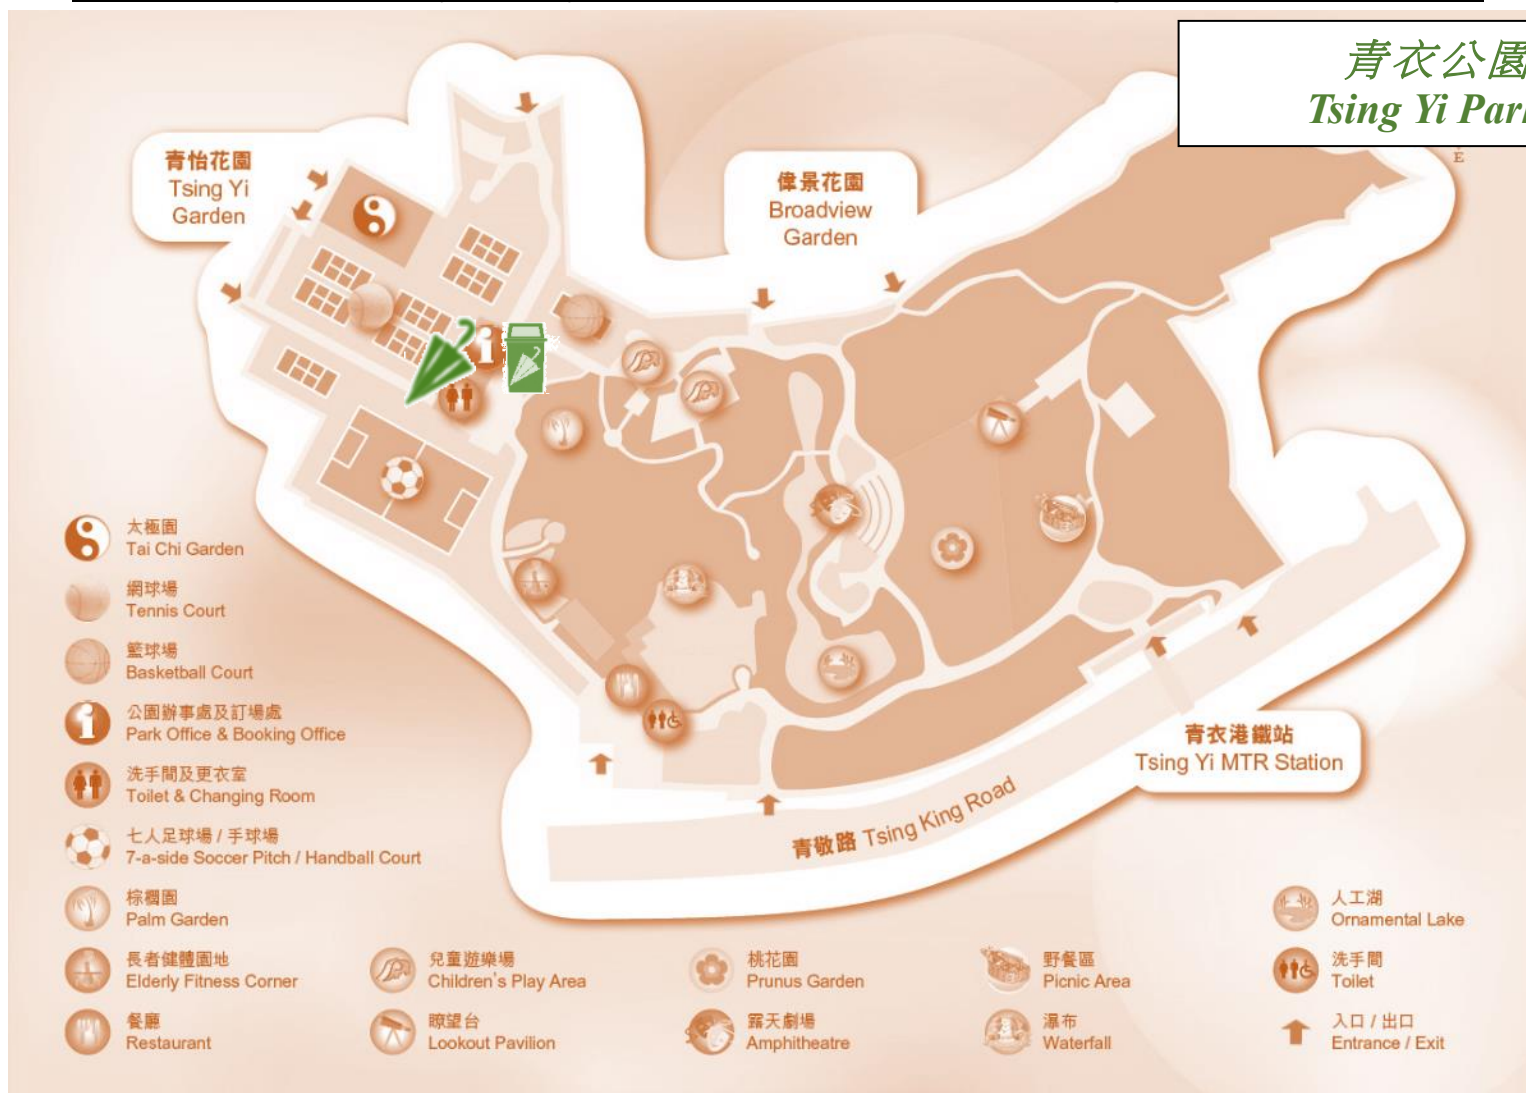 青衣公園
Tsing Yi Park
E
青怡花園
Tsing Yi
Garden
偉景花園
Broadview
Garden
青衣港鐵站
Tsing Yi MTR Station
青敬路 Tsing King Road
太極園
Tai Chi Garden
網球場
Tennis Court
籃球場
Basketball Court
公園辦事處及訂場處
Park Office & Booking Office
洗手間及更衣室
Toilet & Changing Room
七人足球場 / 手球場
7-a-side Soccer Pitch / Handball Court
棕櫚園
Palm Garden
長者健體園地
Elderly Fitness Corner
餐廳
Restaurant
兒童遊樂場
Children's Play Area
瞭望台
Lookout Pavilion
桃花園
Prunus Garden
露天劇場
Amphitheatre
野餐區
Picnic Area
瀑布
Waterfall
人工湖
Ornamental Lake
洗手間
Toilet
入口 / 出口
Entrance / Exit